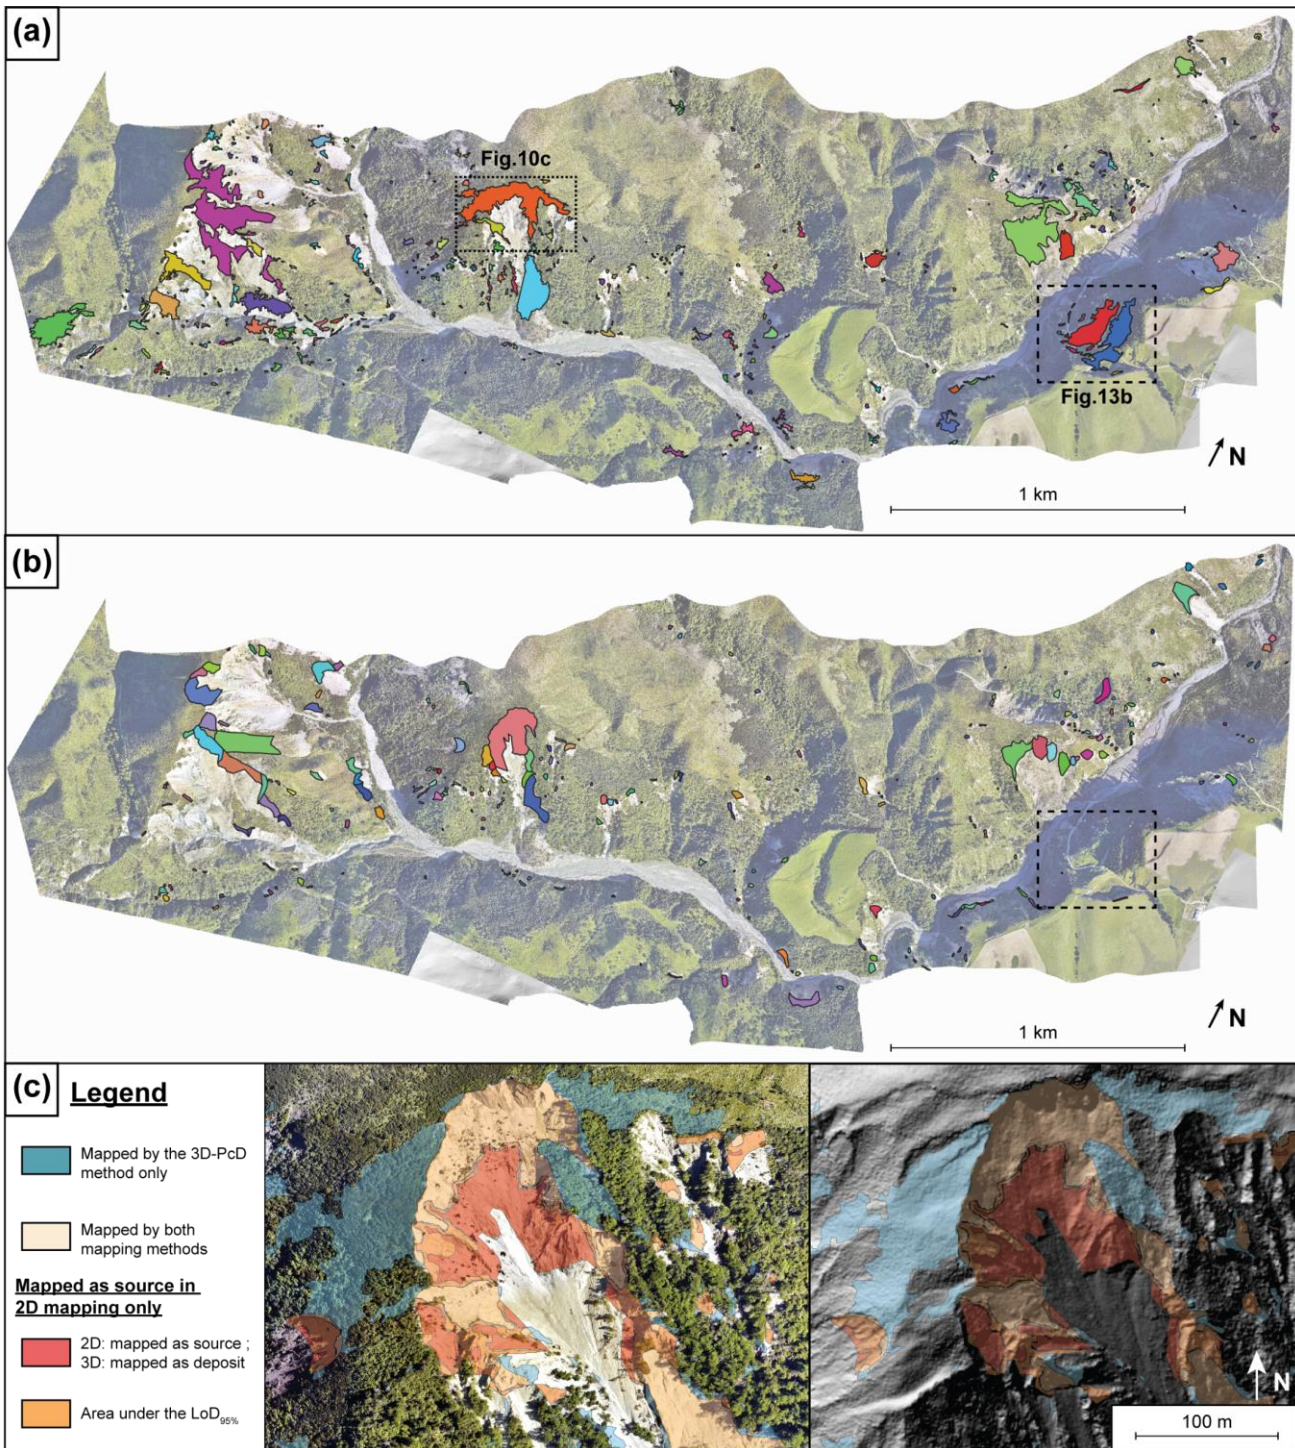 (a)
Fig.10c
Fig.13b
N
1 km
(b)
N
1 km
(c) Legend
Mapped by the 3D-PcD
method only
Mapped by both
mapping methods
Mapped as source in
2D mapping only
2D: mapped as source ;
3D: mapped as deposit
Area under the LoD95%
N
100 m